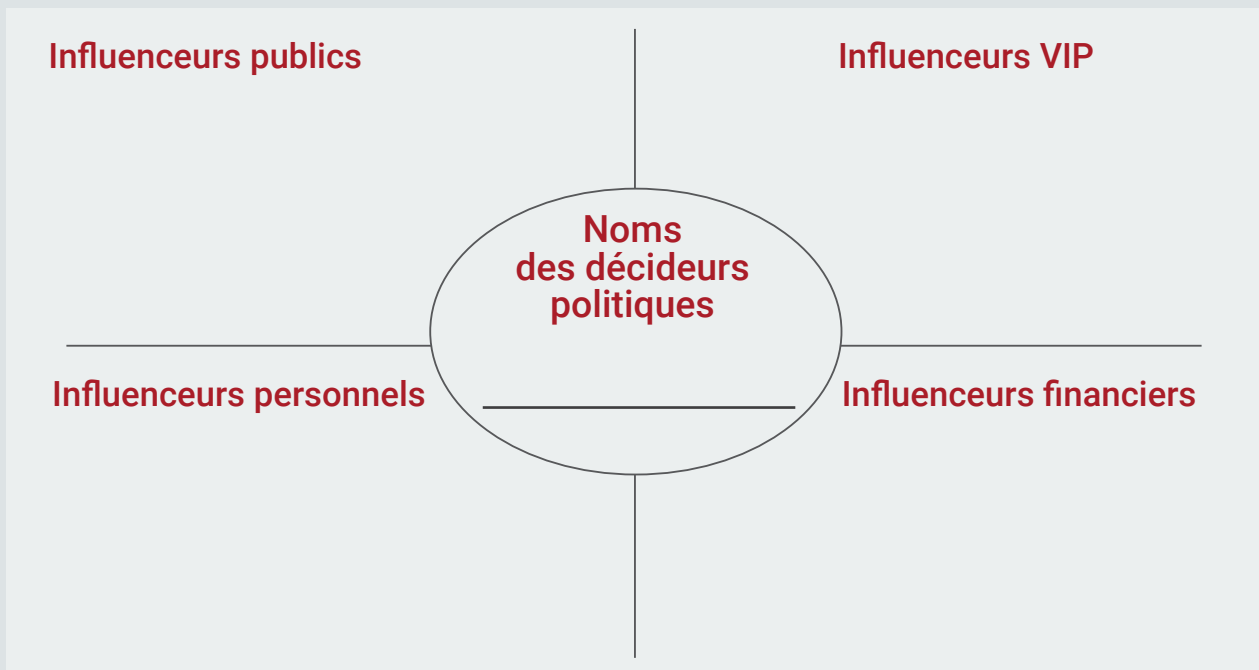 Influenceurs publics
Influenceurs VIP
Noms
des décideurs
politiques
Influenceurs personnels
Influenceurs financiers